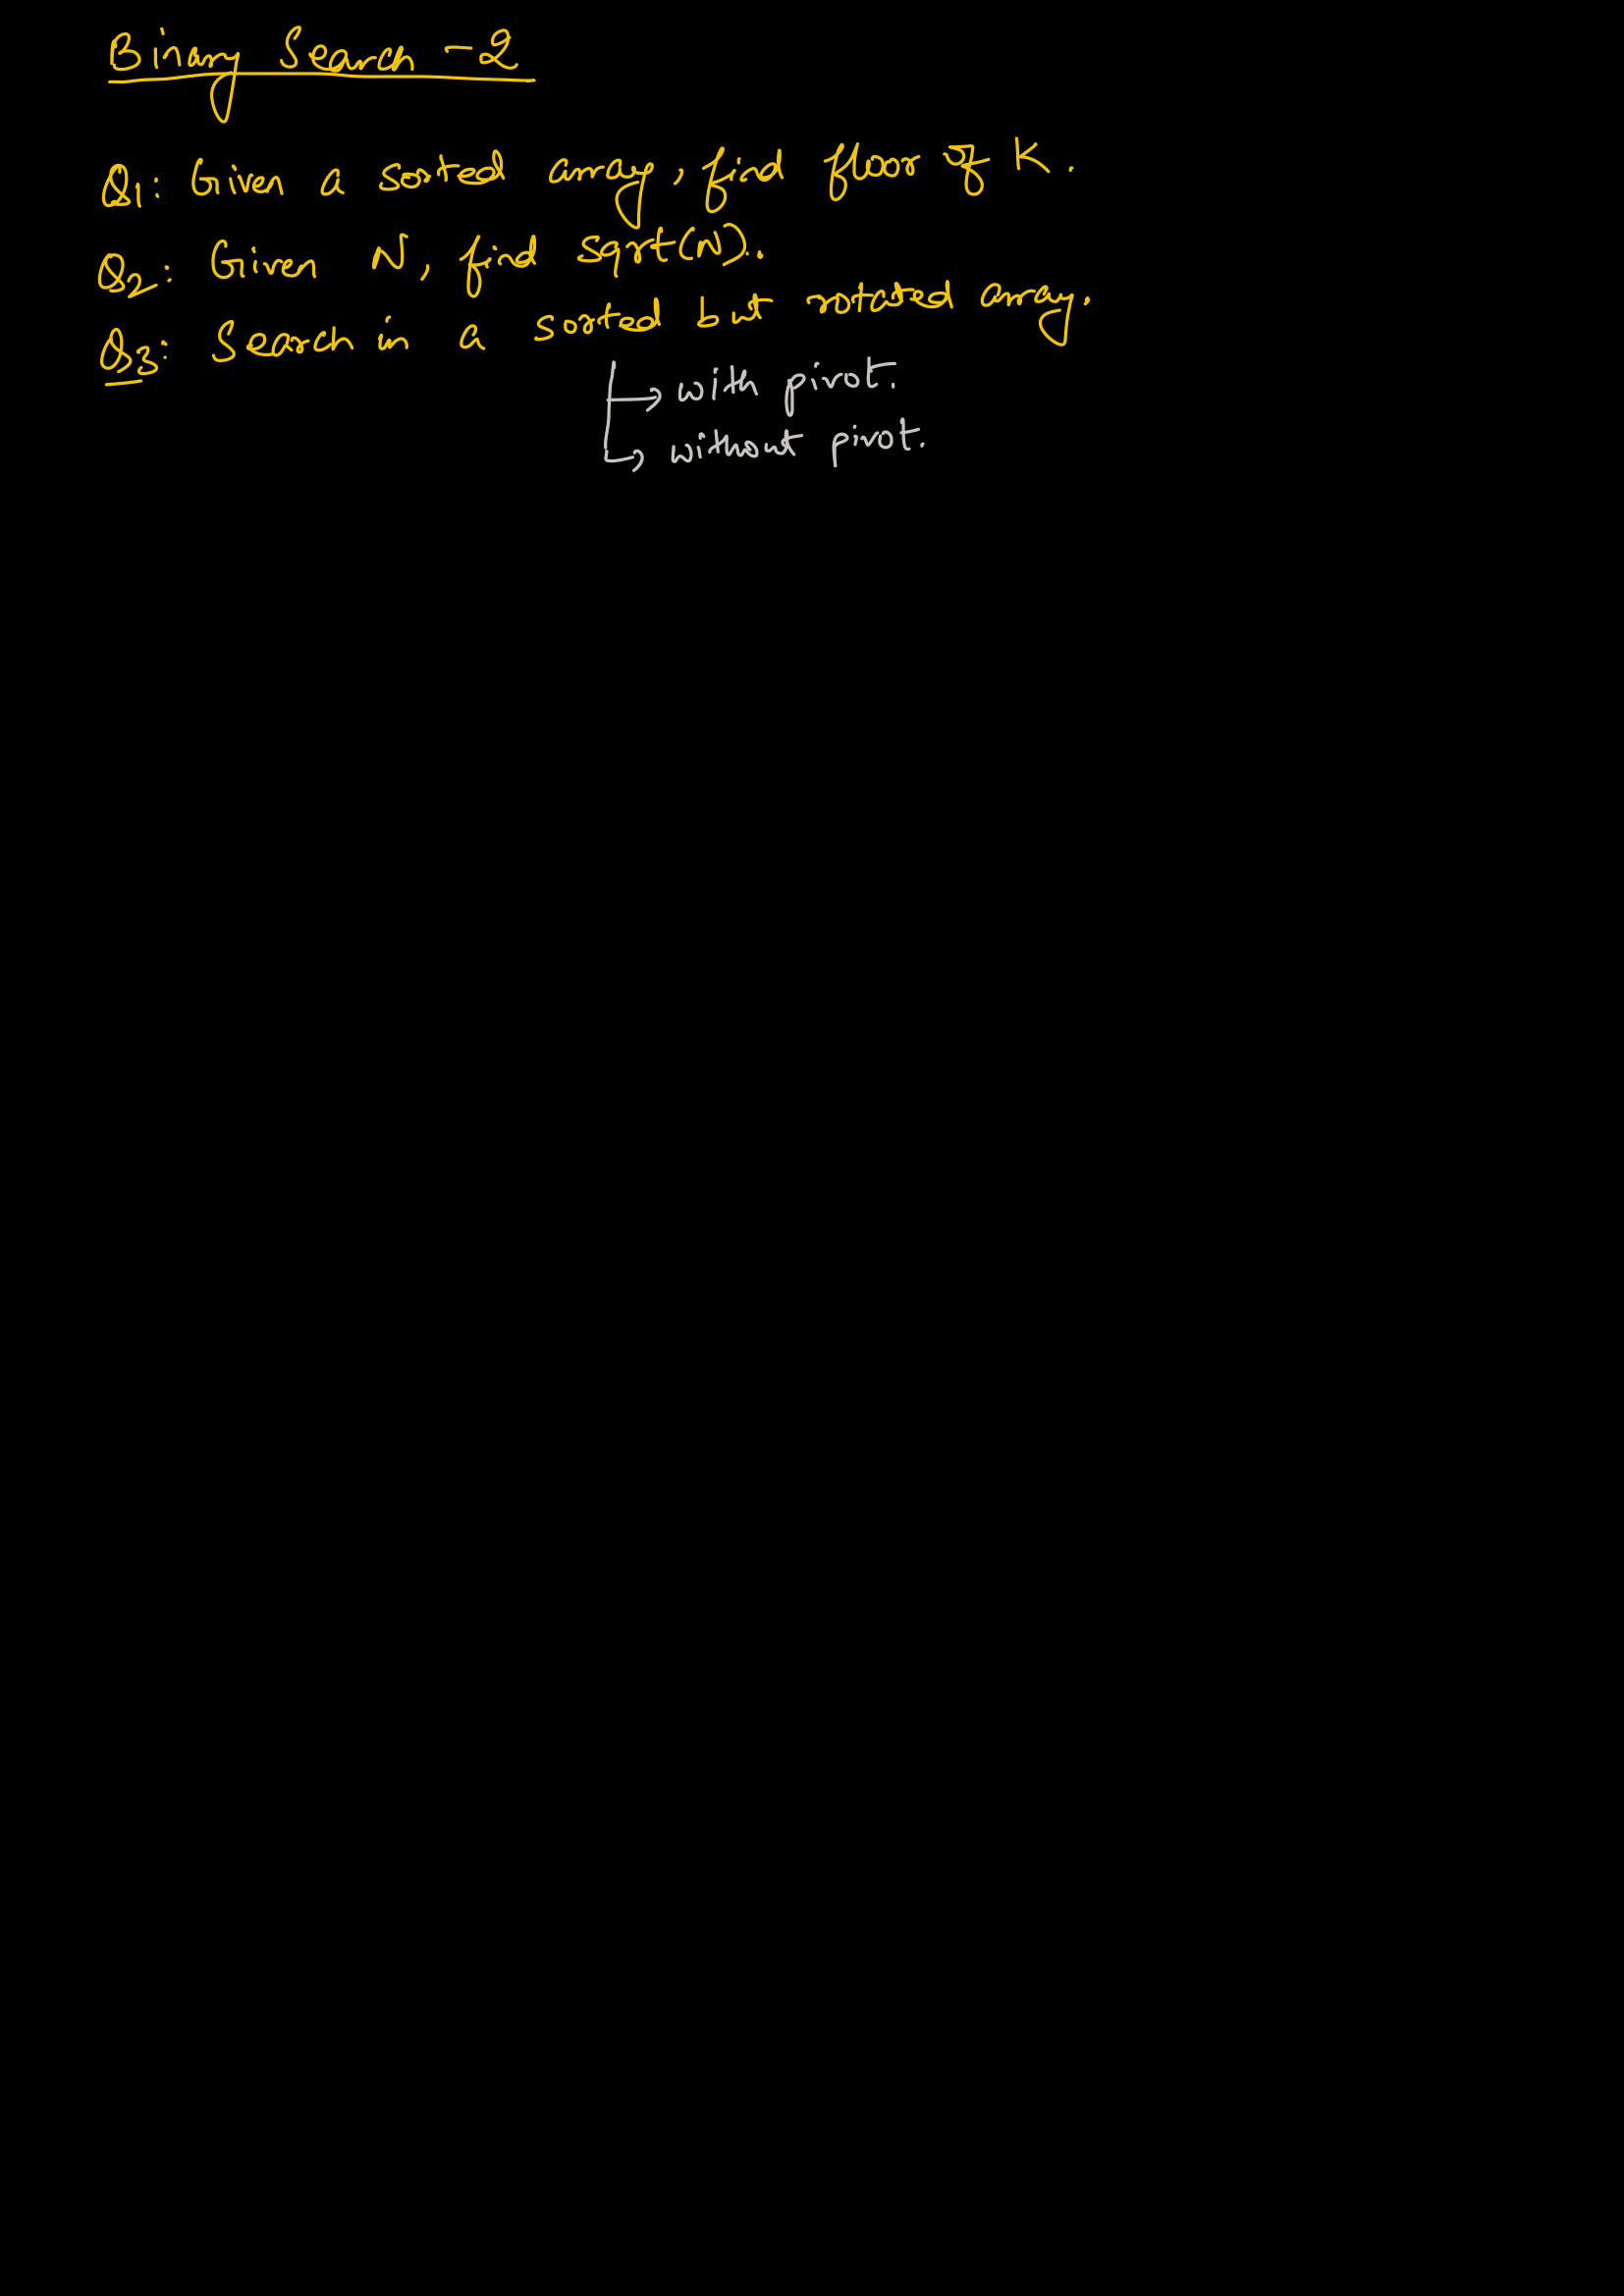 Binary Search -2
Q1: Given a sorted array, find floor of K.
Q2: Given N, find sqrt(N).
Q3: Search in a sorted but rotated array.
→ with pivot.
→ without pivot.